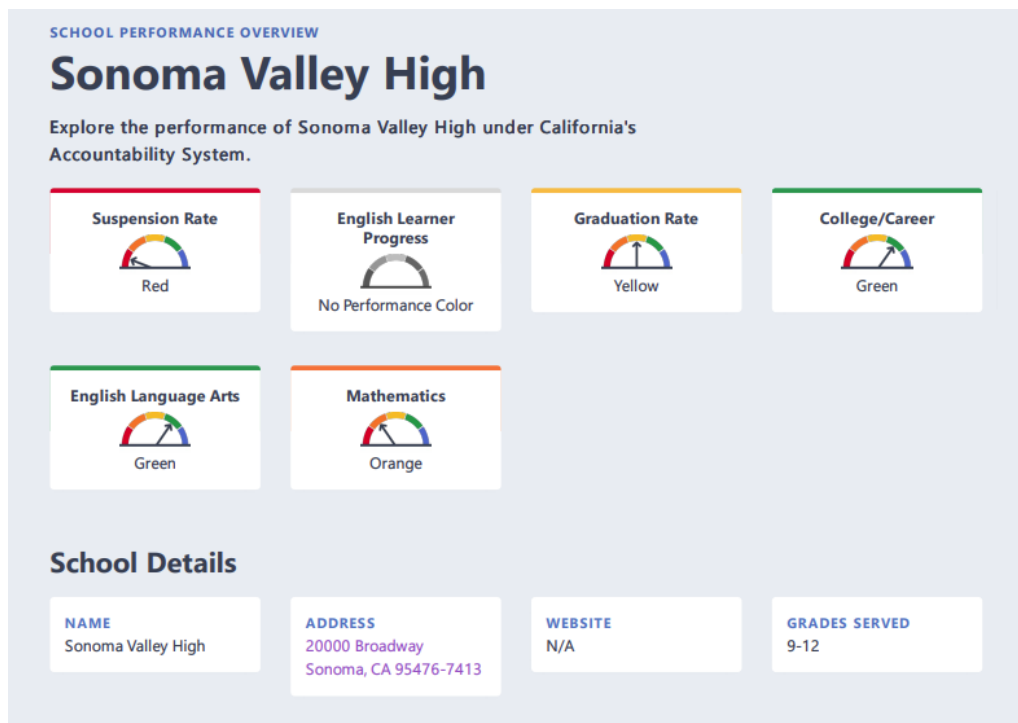 SCHOOL PERFORMANCE OVERVIEW
Sonoma Valley High
Explore the performance of Sonoma Valley High under California's
Accountability System.
Suspension Rate
Red
English Learner
Progress
No Performance Color
Graduation Rate
Yellow
College/Career
Green
English Language Arts
Green
Mathematics
Orange
School Details
NAME
Sonoma Valley High
ADDRESS
20000 Broadway
Sonoma, CA 95476-7413
WEBSITE
N/A
GRADES SERVED
9-12